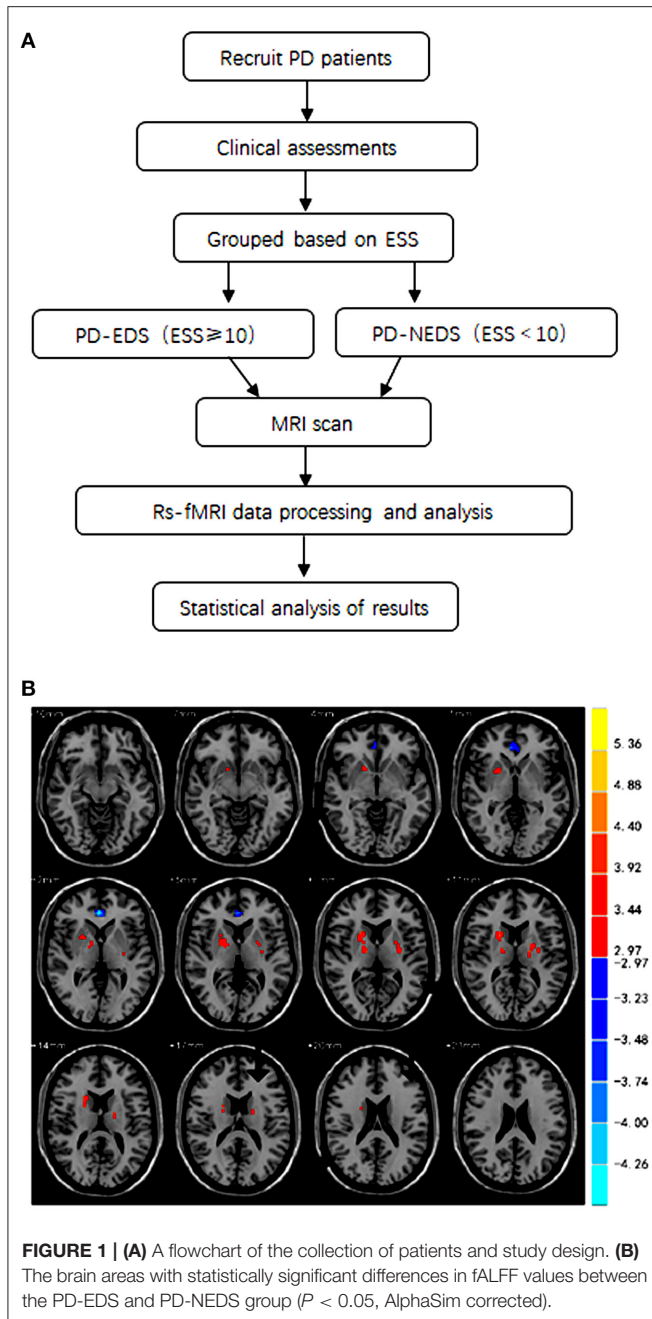 A
Recruit PD patients
Clinical assessments
Grouped based on ESS
PD-EDS (ESS≥10)
PD-NEDS (ESS < 10)
MRI scan
Rs-fMRI data processing and analysis
Statistical analysis of results
B
5.36
4.88
4.40
3.92
3.44
2.97
-2.97
-3.23
-3.48
-3.74
-4.00
-4.26
+14mm
+17mm
+20mm
FIGURE 1 | (A) A flowchart of the collection of patients and study design. (B)
The brain areas with statistically significant differences in fALFF values between
the PD-EDS and PD-NEDS group (P < 0.05, AlphaSim corrected).